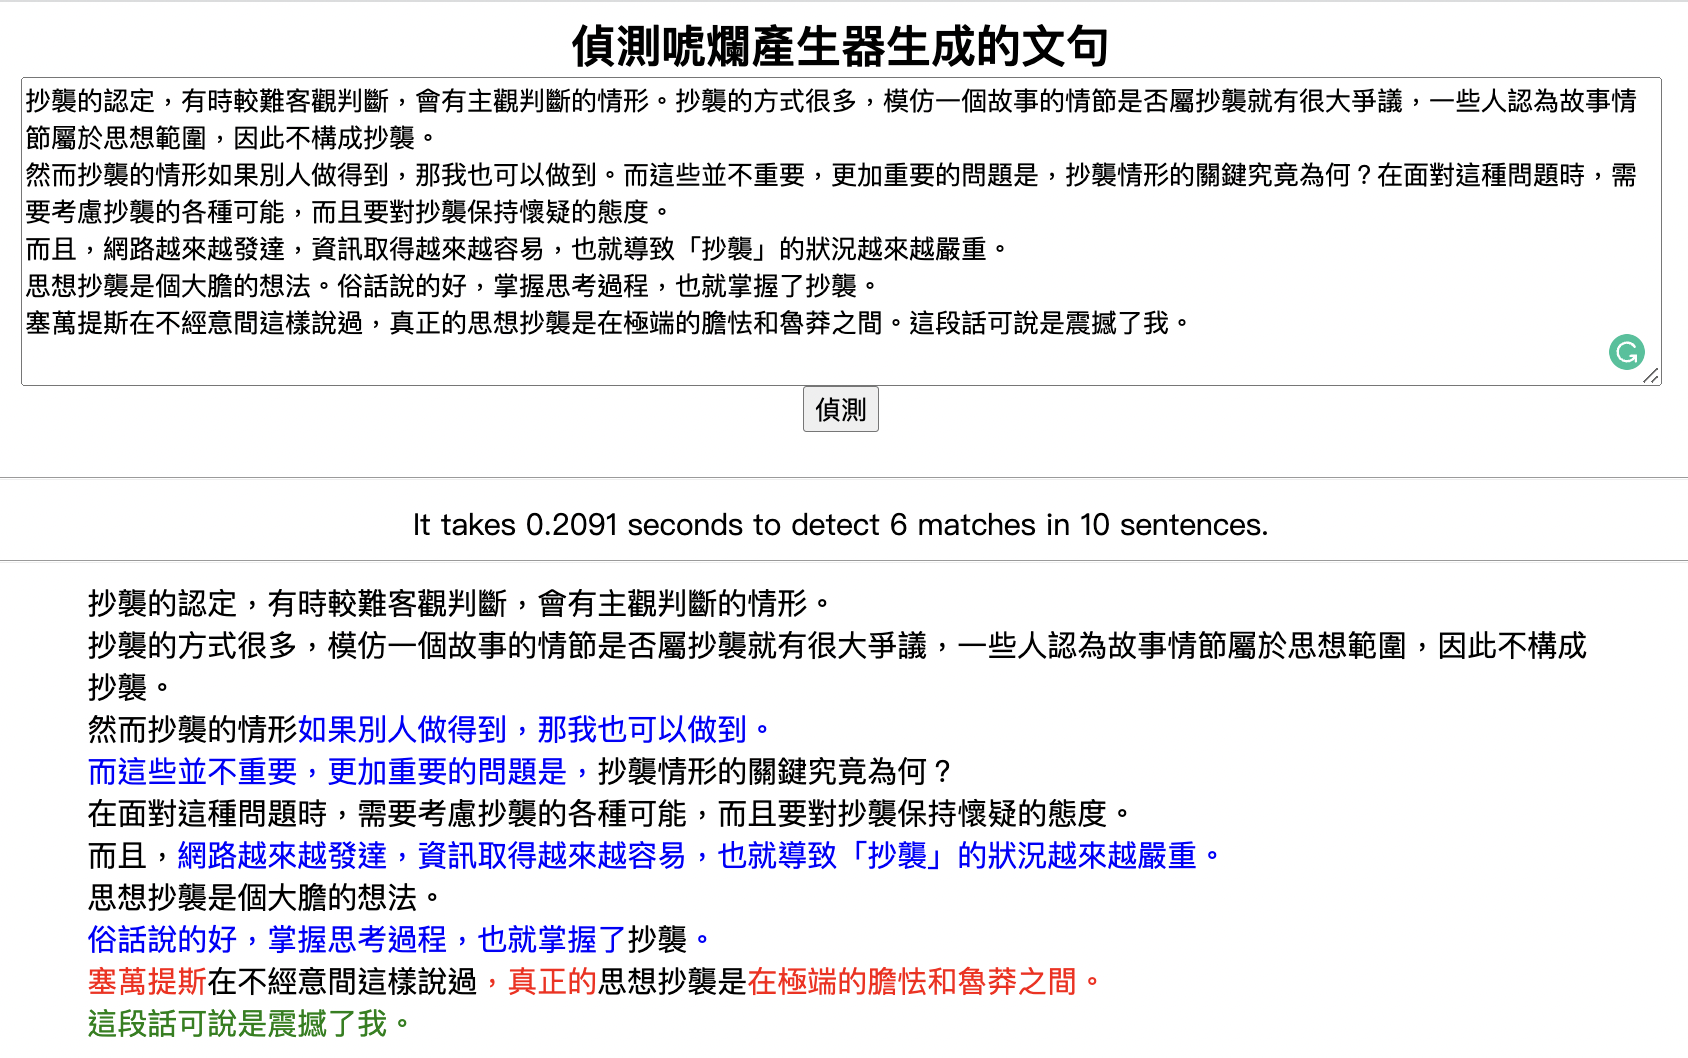 偵測唬爛產生器生成的文句
抄襲的認定，有時較難客觀判斷，會有主觀判斷的情形。抄襲的方式很多，模仿一個故事的情節是否屬抄襲就有很大爭議，一些人認為故事情
節屬於思想範圍，因此不構成抄襲。
然而抄襲的情形如果別人做得到，那我也可以做到。而這些並不重要，更加重要的問題是，抄襲情形的關鍵究竟為何？在面對這種問題時，需
要考慮抄襲的各種可能，而且要對抄襲保持懷疑的態度。
而且，網路越來越發達，資訊取得越來越容易，也就導致「抄襲」的狀況越來越嚴重。
思想抄襲是個大膽的想法。俗話說的好，掌握思考過程，也就掌握了抄襲。
塞萬提斯在不經意間這樣說過，真正的思想抄襲是在極端的膽怯和魯莽之間。這段話可說是震撼了我。
偵測
It takes 0.2091 seconds to detect 6 matches in 10 sentences.
抄襲的認定，有時較難客觀判斷，會有主觀判斷的情形。
抄襲的方式很多，模仿一個故事的情節是否屬抄襲就有很大爭議，一些人認為故事情節屬於思想範圍，因此不構成
抄襲。
然而抄襲的情形如果別人做得到，那我也可以做到。
而這些並不重要，更加重要的問題是，抄襲情形的關鍵究竟為何？
在面對這種問題時，需要考慮抄襲的各種可能，而且要對抄襲保持懷疑的態度。
而且，網路越來越發達，資訊取得越來越容易，也就導致「抄襲」的狀況越來越嚴重。
思想抄襲是個大膽的想法。
俗話說的好，掌握思考過程，也就掌握了抄襲。
塞萬提斯在不經意間這樣說過，真正的思想抄襲是在極端的膽怯和魯莽之間。
這段話可說是震撼了我。